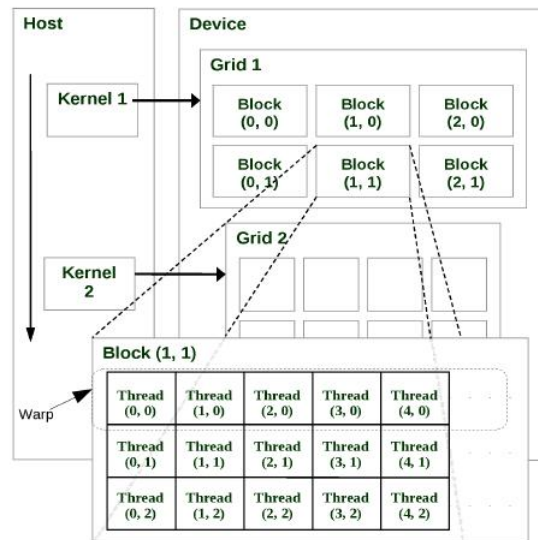 Host
Device
Grid 1
Kernel 1
Block
(0, 0)
Block
(1, 0)
Block
(2, 0)
Block
(0, 1)
Block
(1, 1)
Block
(2, 1)
Grid 2
Kernel
2
Block (1, 1)
Warp
Thread
(0, 0)
Thread
(1, 0)
Thread
(2, 0)
Thread
(3, 0)
Thread
(4, 0)
Thread
(0, 1)
Thread
(1, 1)
Thread
(2, 1)
Thread
(3, 1)
Thread
(4, 1)
Thread
(0, 2)
Thread
(1, 2)
Thread
(2, 2)
Thread
(3, 2)
Thread
(4, 2)